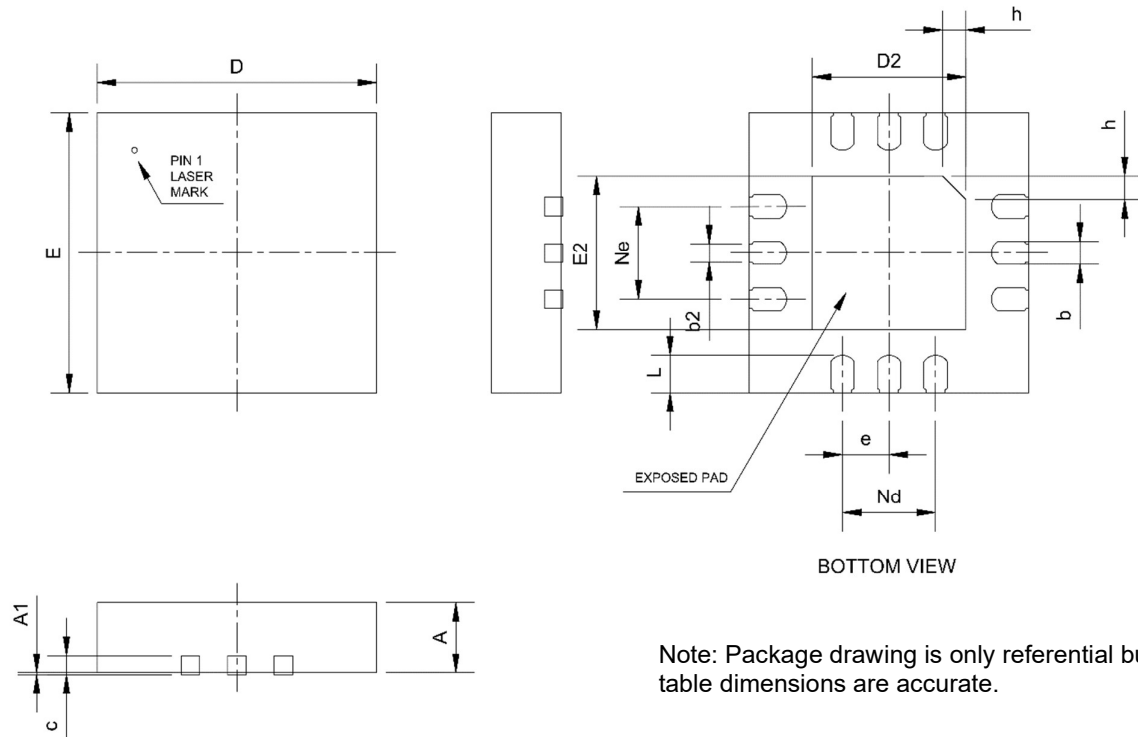 h
D
D2
h
PIN 1
LASER
MARK
E
E2
Ne
b2
b
L
e
EXPOSED PAD
Nd
BOTTOM VIEW
A1
A
c
Note: Package drawing is only referential bu
table dimensions are accurate.